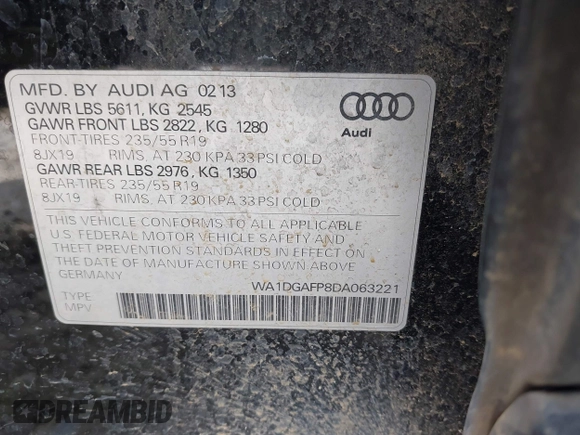 MFD. BY AUDI AG 02 13
GVWR LBS 5611, KG 2545
GAWR FRONT LBS 2822, KG 1280
FRONT-TIRES 235/55 R19
8JX19 RIMS, AT 230 KPA 33 PSI COLD
GAWR REAR LBS 2976, KG 1350
REAR-TIRES 235/55 R19
8JX19 RIMS, AT 230 KPA 33 PSI COLD
THIS VEHICLE CONFORMS TO ALL APPLICABLE
U.S. FEDERAL MOTOR VEHICLE SAFETY AND
THEFT PREVENTION STANDARDS IN EFFECT ON
THE DATE OF MANUFACTURE SHOWN ABOVE.
GERMANY
WA1DGAFP8DA063221
TYPE
MPV
Audi
DREAMBID